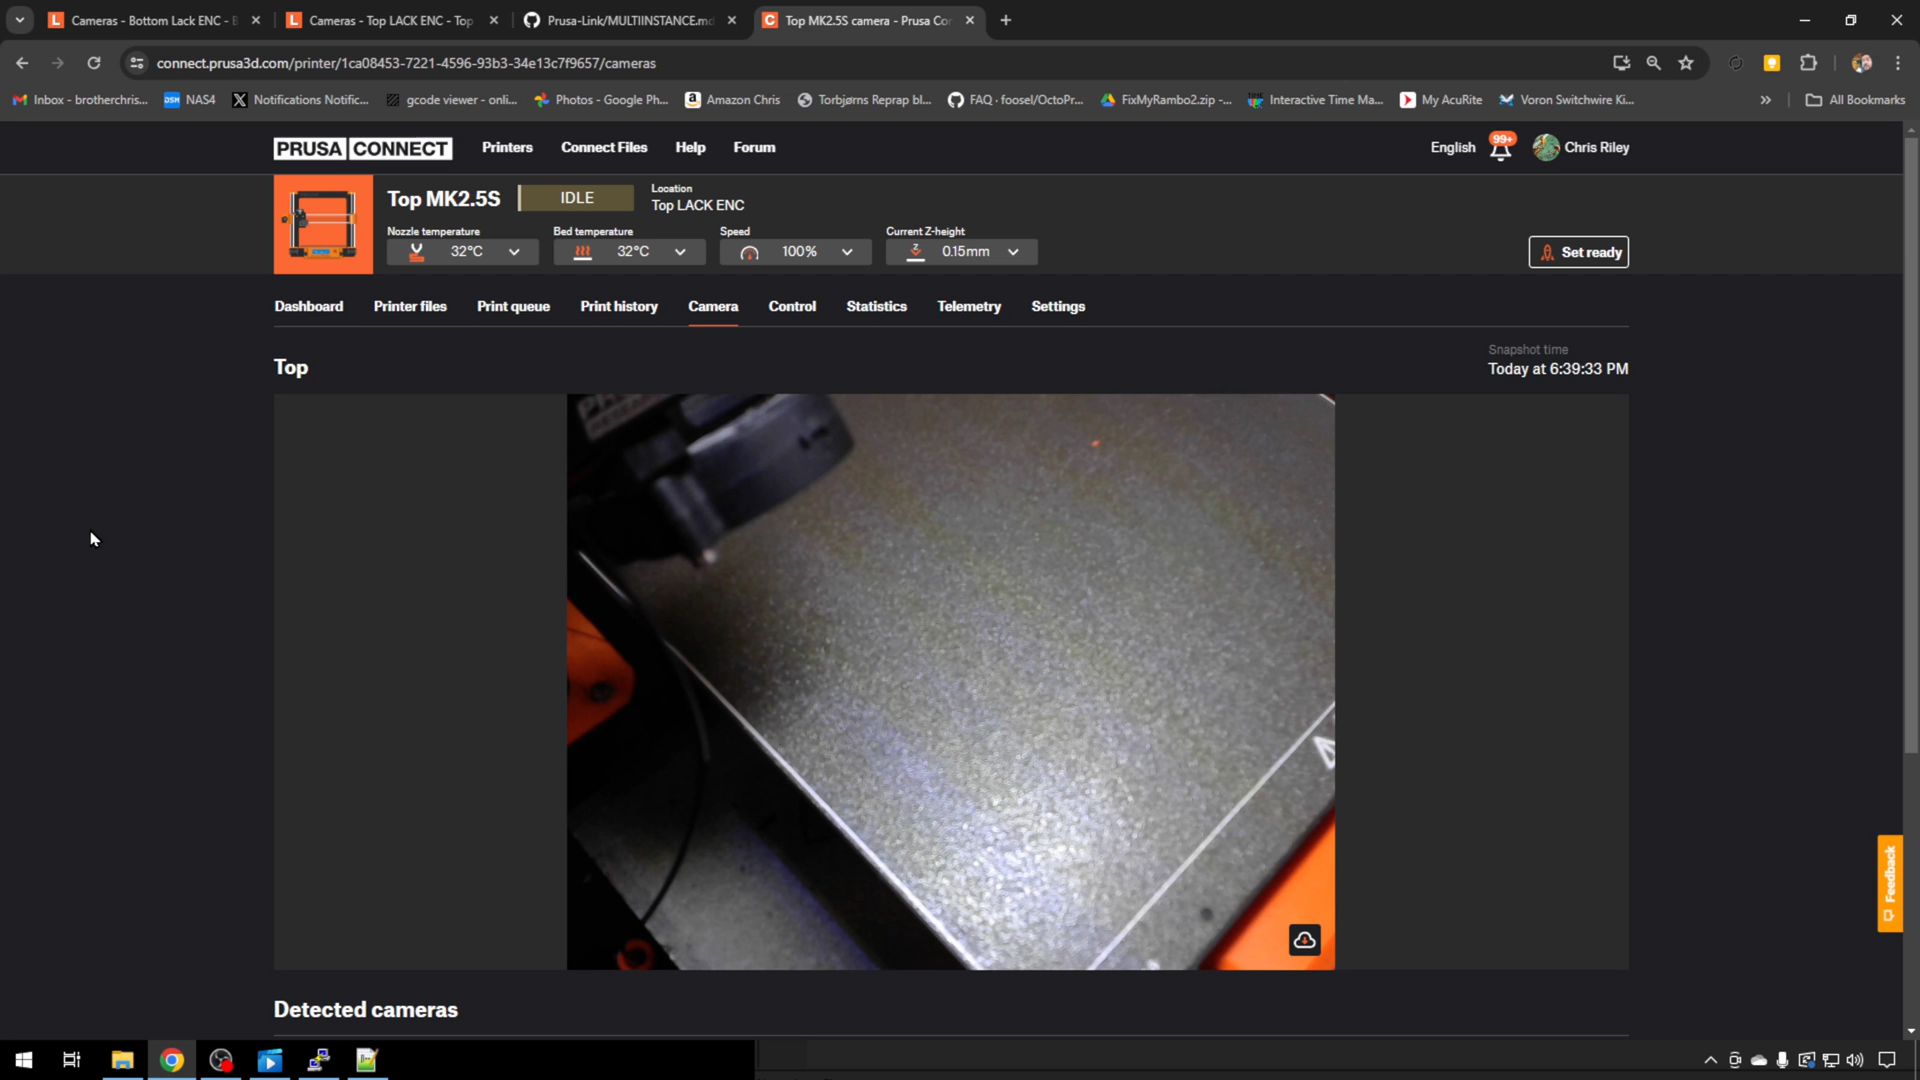 Cameras - Bottom Lack ENC - B
Cameras - Top LACK ENC - Top
Prusa-Link/MULTIINSTANCE.md
Top MK2.5S camera - Prusa Cor
connect.prusa3d.com/printer/1ca08453-7221-4596-93b3-34e13c7f9657/cameras
Inbox - brotherchris...
DSM NAS4
Notifications Notific...
gcode viewer - onli...
Photos - Google Ph...
Amazon Chris
Torbjørns Reprap bl...
FAQ · foosel/OctoPr...
FixMyRambo2.zip -...
Interactive Time Ma...
My AcuRite
Voron Switchwire Ki...
All Bookmarks
PRUSA CONNECT
Printers
Connect Files
Help
Forum
English
99+
Chris Riley
Top MK2.5S
IDLE
Location
Top LACK ENC
Nozzle temperature
32°C
Bed temperature
32°C
Speed
100%
Current Z-height
0.15mm
Set ready
Dashboard
Printer files
Print queue
Print history
Camera
Control
Statistics
Telemetry
Settings
Top
Snapshot time
Today at 6:39:33 PM
Feedback
Detected cameras